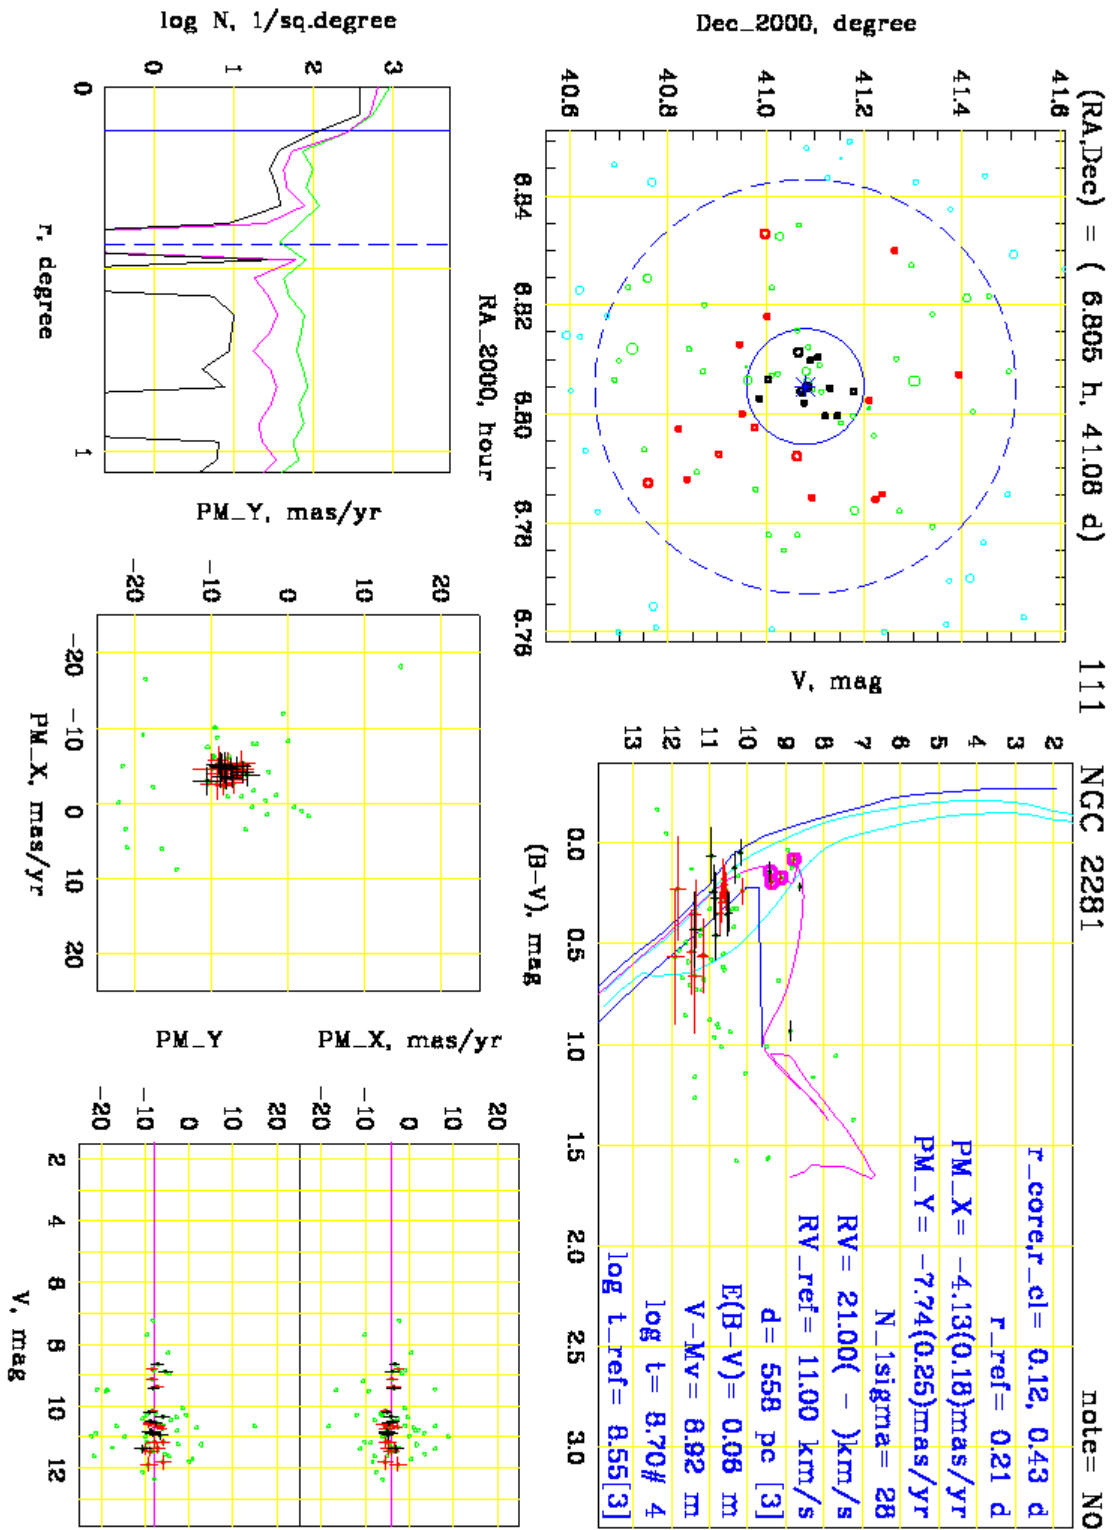 (RA,Dec) = ( 6.805 h, 41.08 d)
111 NGC 2281
note= NO
Dec_2000, degree
41.6
41.4
41.2
41.0
40.8
40.6
6.84
6.82
6.80
6.78
6.76
RA_2000, hour
V, mag
2
3
4
5
6
7
8
9
10
11
12
13
0.0
0.5
1.0
1.5
2.0
2.5
3.0
(B-V), mag
r_core,r_cl= 0.12, 0.43 d
r_ref= 0.21 d
PM_X= -4.13(0.18)mas/yr
PM_Y= -7.74(0.25)mas/yr
N_1sigma= 28
RV= 21.00( - )km/s
RV_ref= 11.00 km/s
d= 558 pc [3]
E(B-V)= 0.06 m
V-Mv= 8.92 m
log t= 8.70# 4
log t_ref= 8.55[3]
log N, 1/sq.degree
3
2
1
0
0
1
r, degree
PM_Y, mas/yr
20
10
0
-10
-20
-20
-10
0
10
20
PM_X, mas/yr
PM_X, mas/yr
20
10
0
-10
-20
PM_Y
20
10
0
-10
-20
2
4
6
8
10
12
V, mag